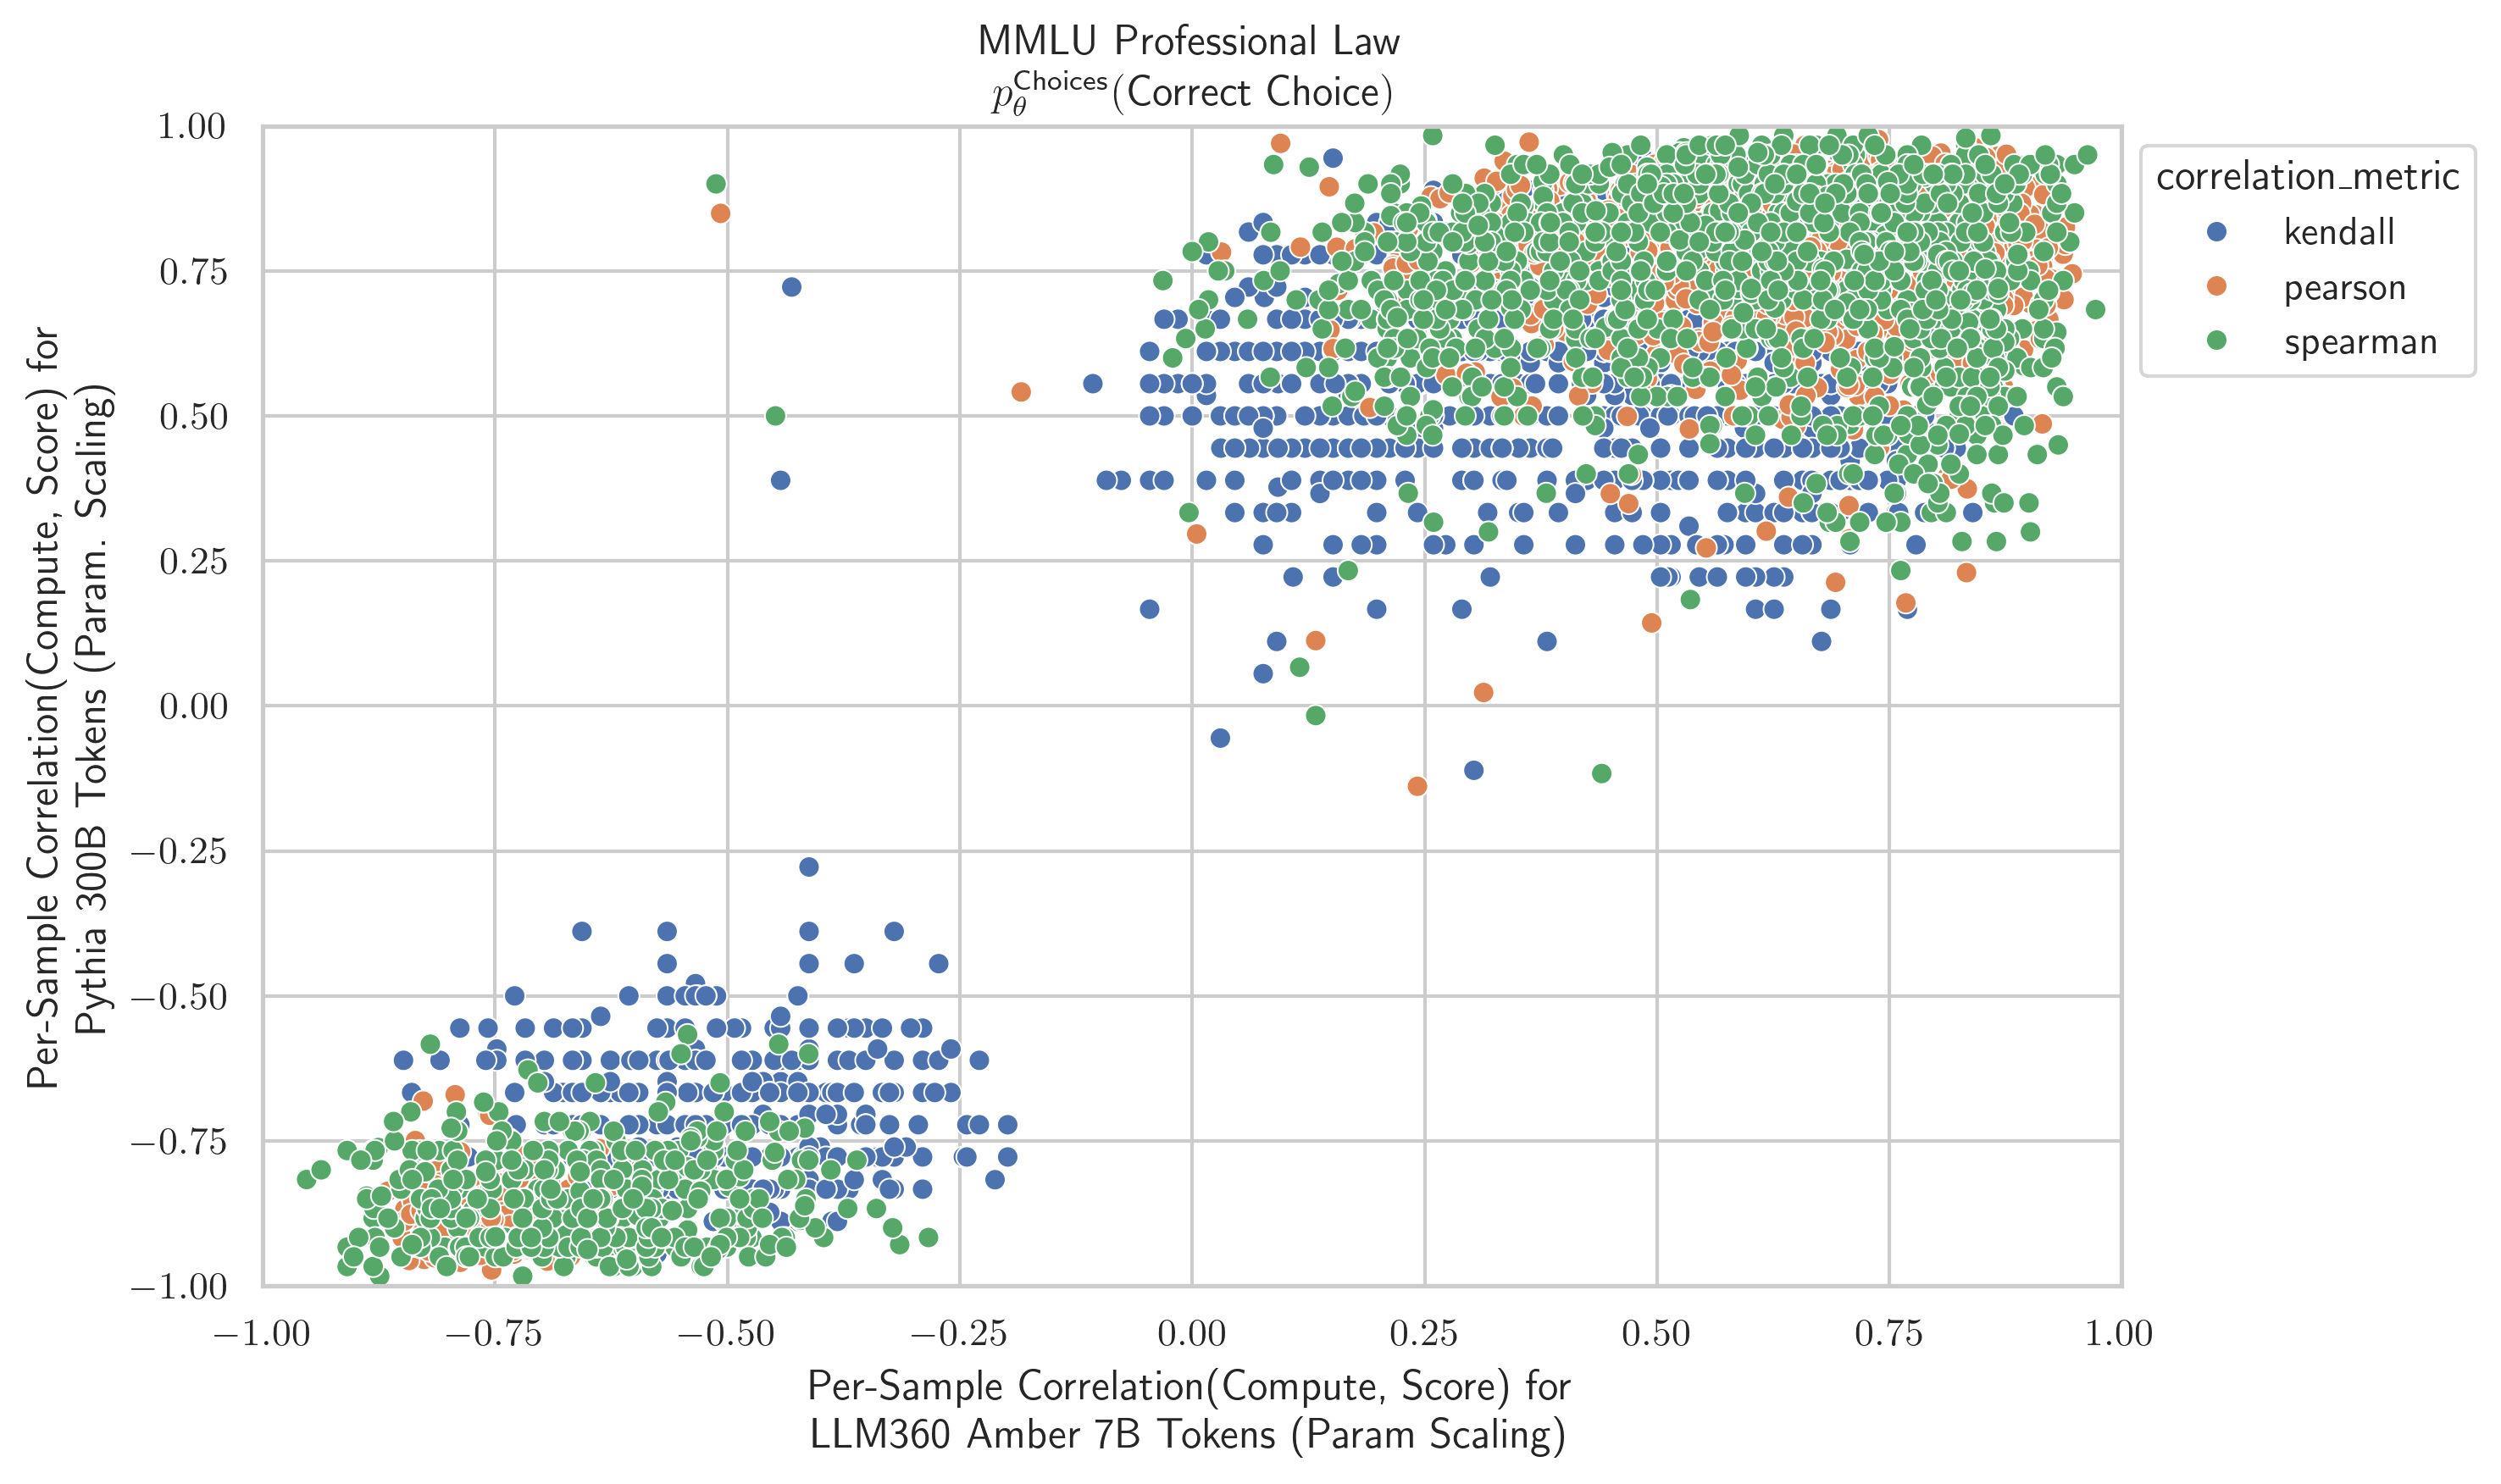 MMLU Professional Law
p_θ^Choices(Correct Choice)
1.00
0.75
0.50
0.25
0.00
−0.25
−0.50
−0.75
−1.00
Per-Sample Correlation(Compute, Score) for
Pythia 300B Tokens (Param. Scaling)
correlation_metric
kendall
pearson
spearman
−1.00 −0.75 −0.50 −0.25 0.00 0.25 0.50 0.75 1.00
Per-Sample Correlation(Compute, Score) for
LLM360 Amber 7B Tokens (Param Scaling)